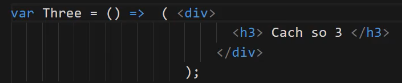 var Three = () => ( <div>
<h3> Cach so 3 </h3>
</div>
);